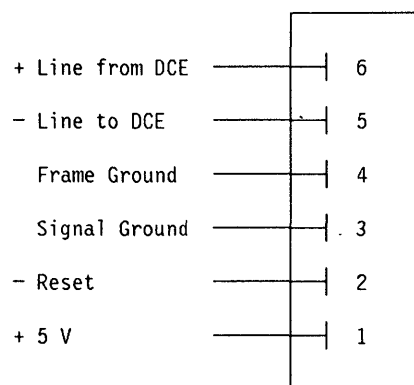 + Line from DCE 6
− Line to DCE 5
Frame Ground 4
Signal Ground 3
− Reset 2
+ 5 V 1